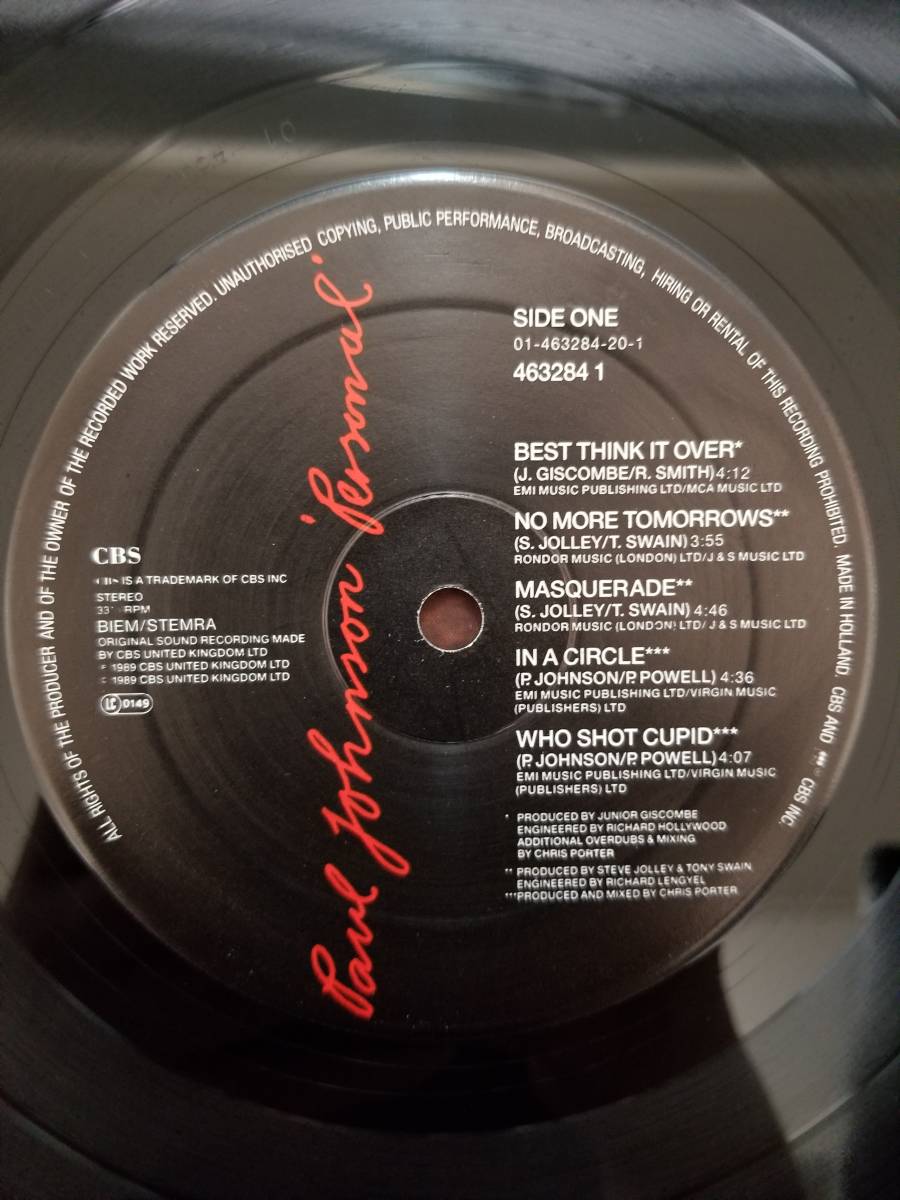 ALL RIGHTS OF THE PRODUCER AND OF THE OWNER OF THE RECORDED WORK RESERVED. UNAUTHORISED COPYING, PUBLIC PERFORMANCE, BROADCASTING, HIRING OR RENTAL OF THIS RECORDING PROHIBITED. MADE IN HOLLAND. CBS AND CBS INC.
Paul Johnson 'Personal'
SIDE ONE
01-463284-20-1
463284 1
BEST THINK IT OVER*
(J. GISCOMBE/R. SMITH) 4:12
EMI MUSIC PUBLISHING LTD/MCA MUSIC LTD
NO MORE TOMORROWS**
(S. JOLLEY/T. SWAIN) 3:55
RONDOR MUSIC (LONDON) LTD/J & S MUSIC LTD
MASQUERADE**
(S. JOLLEY/T. SWAIN) 4:46
RONDOR MUSIC (LONDON) LTD/J & S MUSIC LTD
IN A CIRCLE***
(P. JOHNSON/P. POWELL) 4:36
EMI MUSIC PUBLISHING LTD/VIRGIN MUSIC
(PUBLISHERS) LTD
WHO SHOT CUPID***
(P. JOHNSON/P. POWELL) 4:07
EMI MUSIC PUBLISHING LTD/VIRGIN MUSIC
(PUBLISHERS) LTD
* PRODUCED BY JUNIOR GISCOMBE
ENGINEERED BY RICHARD HOLLYWOOD
ADDITIONAL OVERDUBS & MIXING
BY CHRIS PORTER
** PRODUCED BY STEVE JOLLEY & TONY SWAIN
ENGINEERED BY RICHARD LENGYEL
***PRODUCED AND MIXED BY CHRIS PORTER
CBS
CBS IS A TRADEMARK OF CBS INC
STEREO
33 RPM
BIEM/STEMRA
ORIGINAL SOUND RECORDING MADE
BY CBS UNITED KINGDOM LTD
℗ 1989 CBS UNITED KINGDOM LTD
© 1989 CBS UNITED KINGDOM LTD
LC 0149